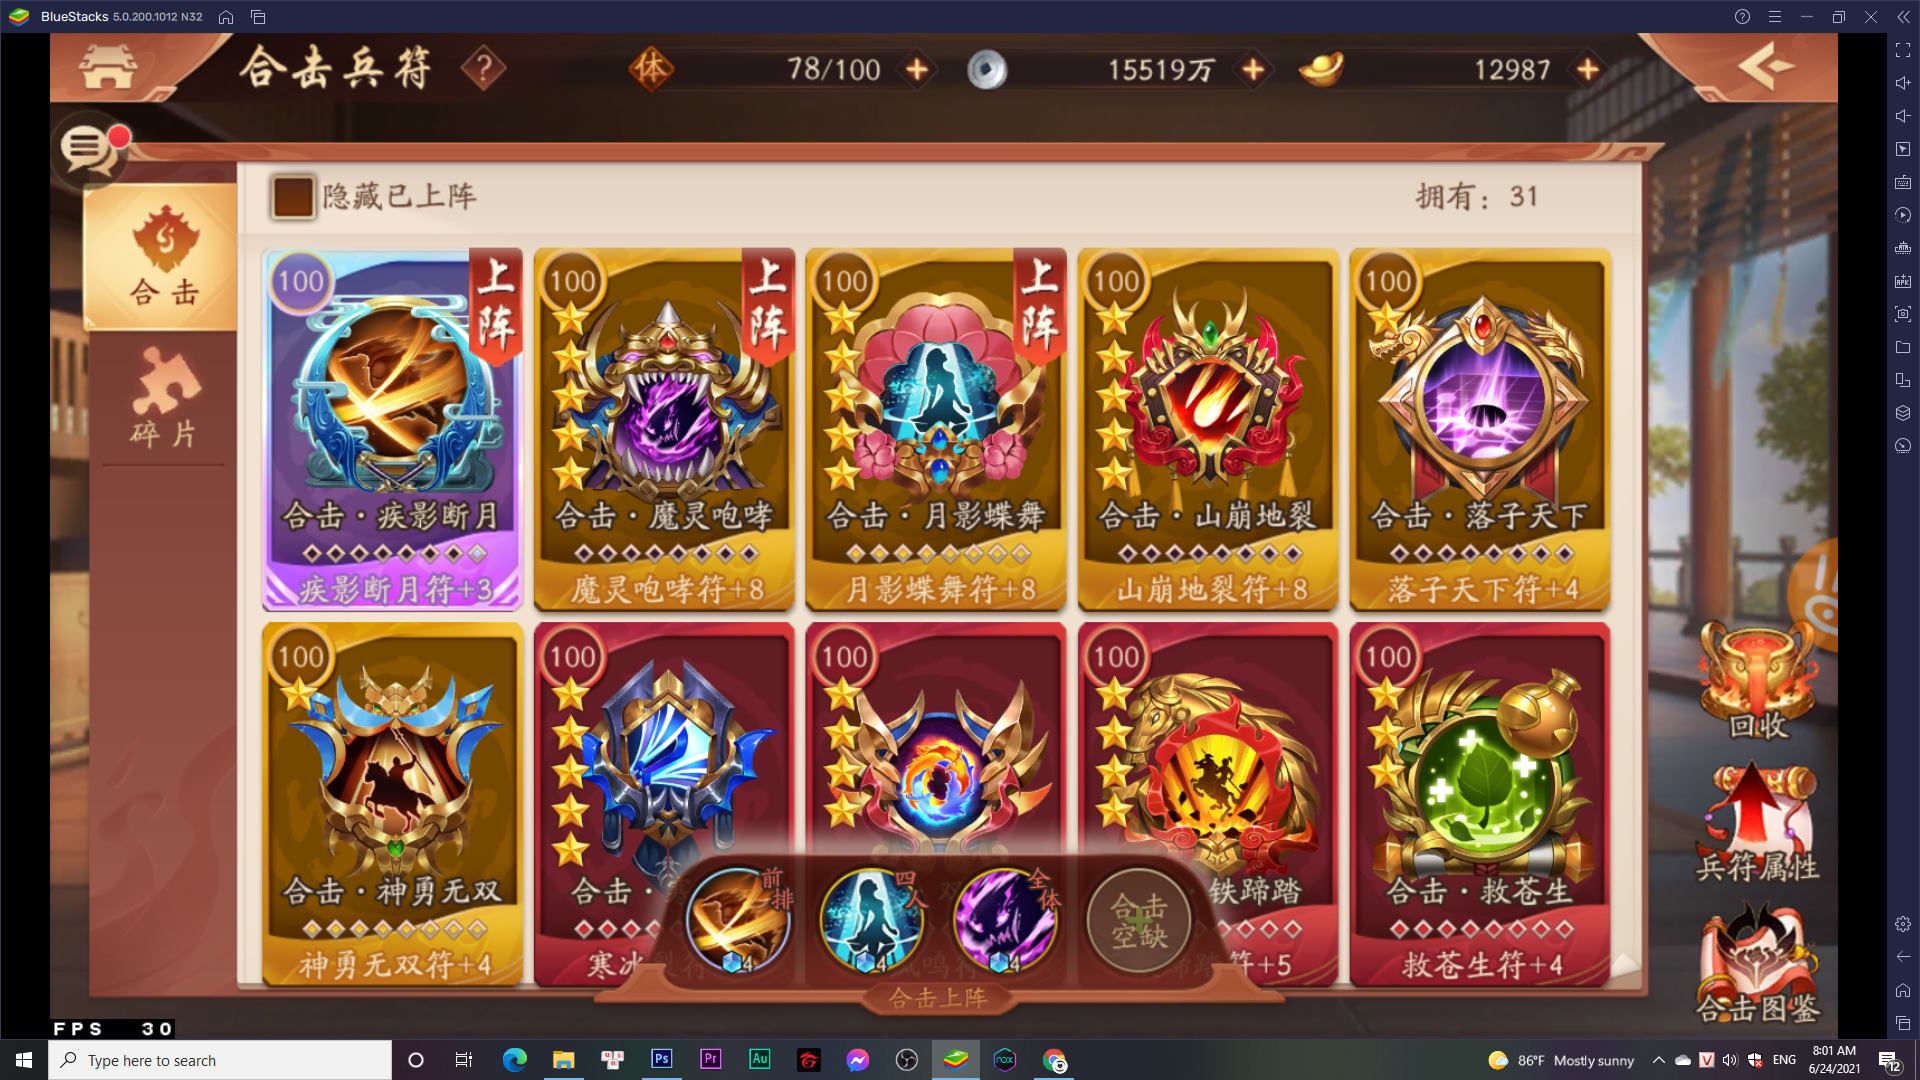 BlueStacks 5.0.200.1012 N32
合击兵符 ?
体 78/100 +
15519万 +
12987 +
隐藏已上阵
拥有：31
合击
碎片
100 上阵
合击·疾影断月
疾影断月符+3
100 上阵
合击·魔灵咆哮
魔灵咆哮符+8
100 上阵
合击·月影蝶舞
月影蝶舞符+8
100
合击·山崩地裂
山崩地裂符+8
100
合击·落子天下
落子天下符+4
100
合击·神勇无双
神勇无双符+4
100
合击·
寒冰
100
100
铁蹄踏
符+5
100
合击·救苍生
救苍生符+4
前排
4
四人
4
全体
4
合击
空缺
合击上阵
回收
兵符属性
合击图鉴
FPS 30
Type here to search
Ps
Pr
Au
nox
86°F Mostly sunny
V
ENG
8:01 AM
6/24/2021
12